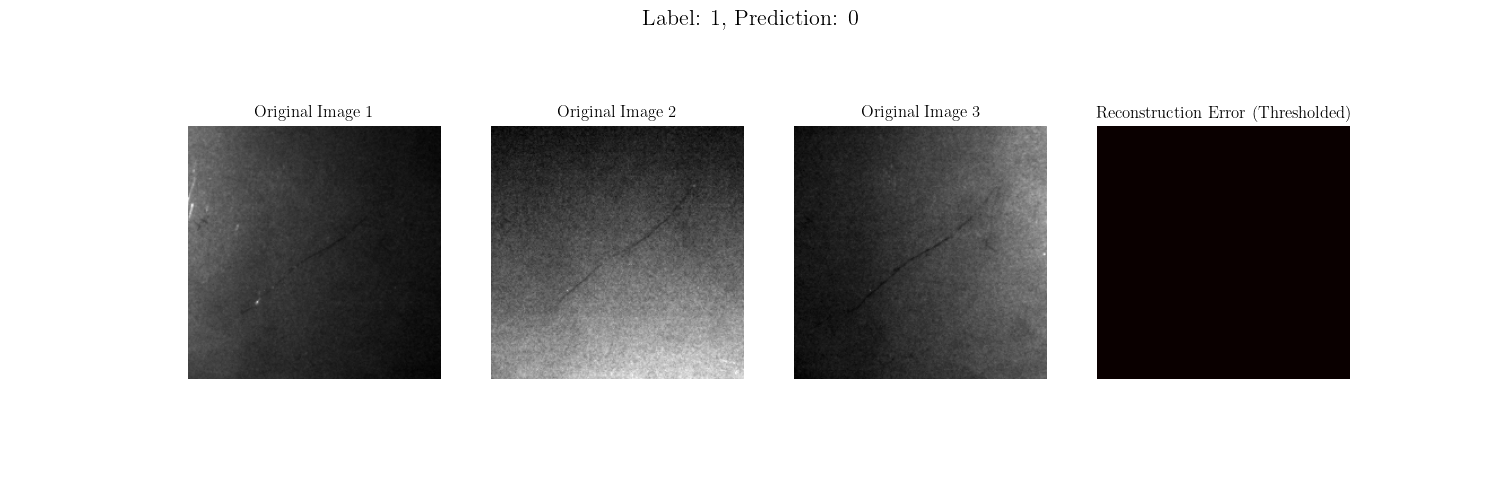 Label: 1, Prediction: 0
Original Image 1
Original Image 2
Original Image 3
Reconstruction Error (Thresholded)